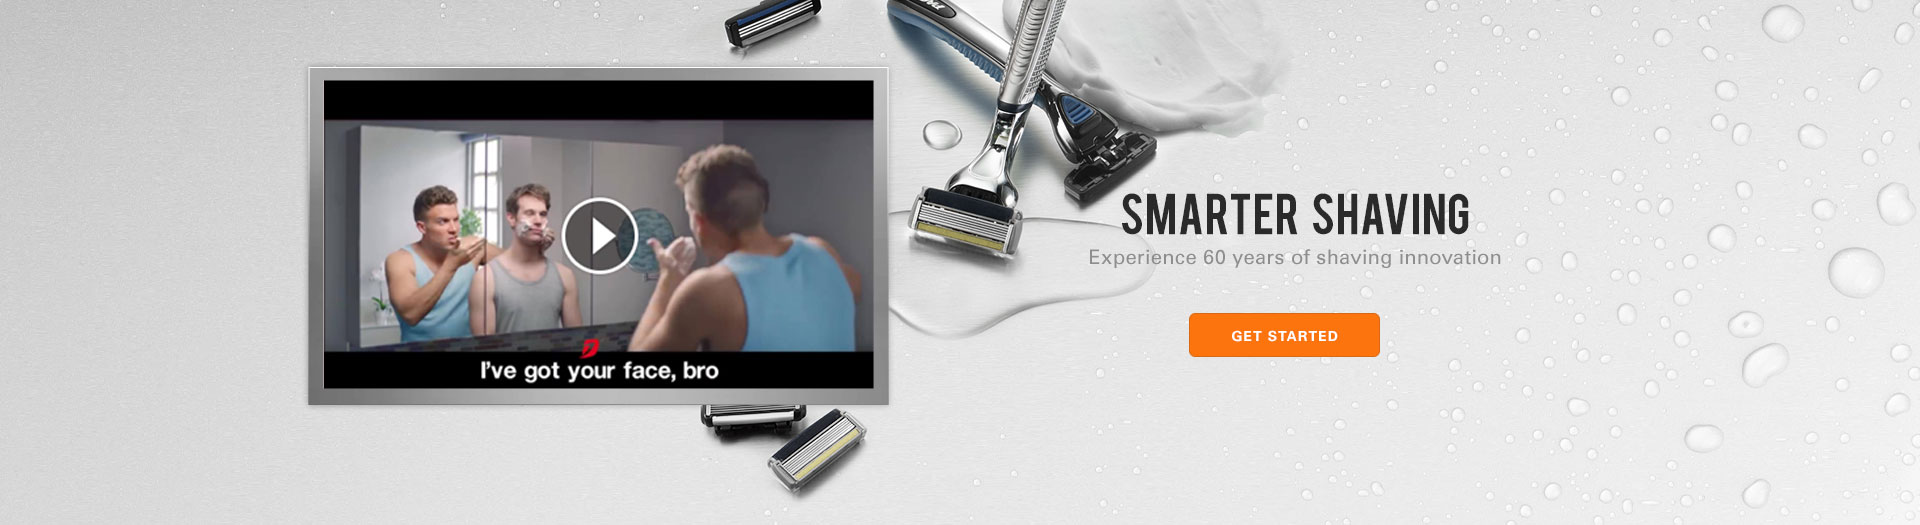 I've got your face, bro
SMARTER SHAVING
Experience 60 years of shaving innovation
GET STARTED